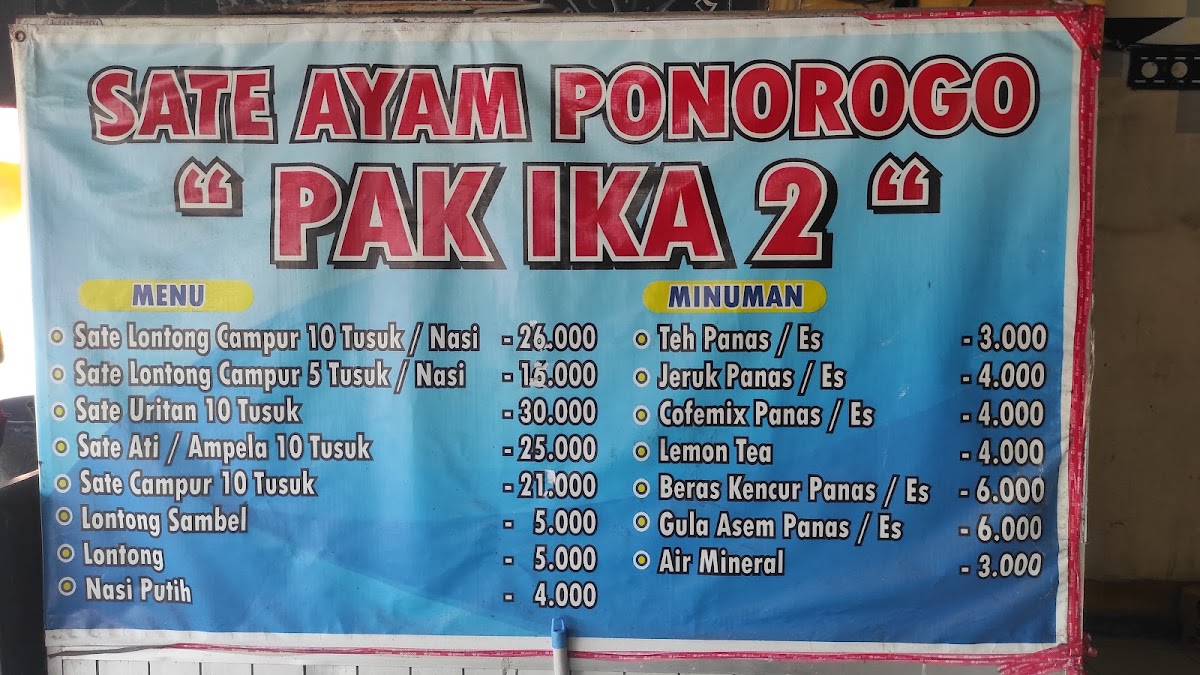 SATE AYAM PONOROGO
“ PAK IKA 2 “
MENU
Sate Lontong Campur 10 Tusuk / Nasi - 26.000
Sate Lontong Campur 5 Tusuk / Nasi -
Sate Uritan 10 Tusuk - 30.000
Sate Ati / Ampela 10 Tusuk - 25.000
Sate Campur 10 Tusuk - 21.000
Lontong Sambel - 5.000
Lontong - 5.000
Nasi Putih - 4.000
MINUMAN
Teh Panas / Es - 3.000
Jeruk Panas / Es - 4.000
Cofemix Panas / Es - 4.000
Lemon Tea - 4.000
Beras Kencur Panas / Es - 6.000
Gula Asem Panas / Es - 6.000
Air Mineral - 3.000